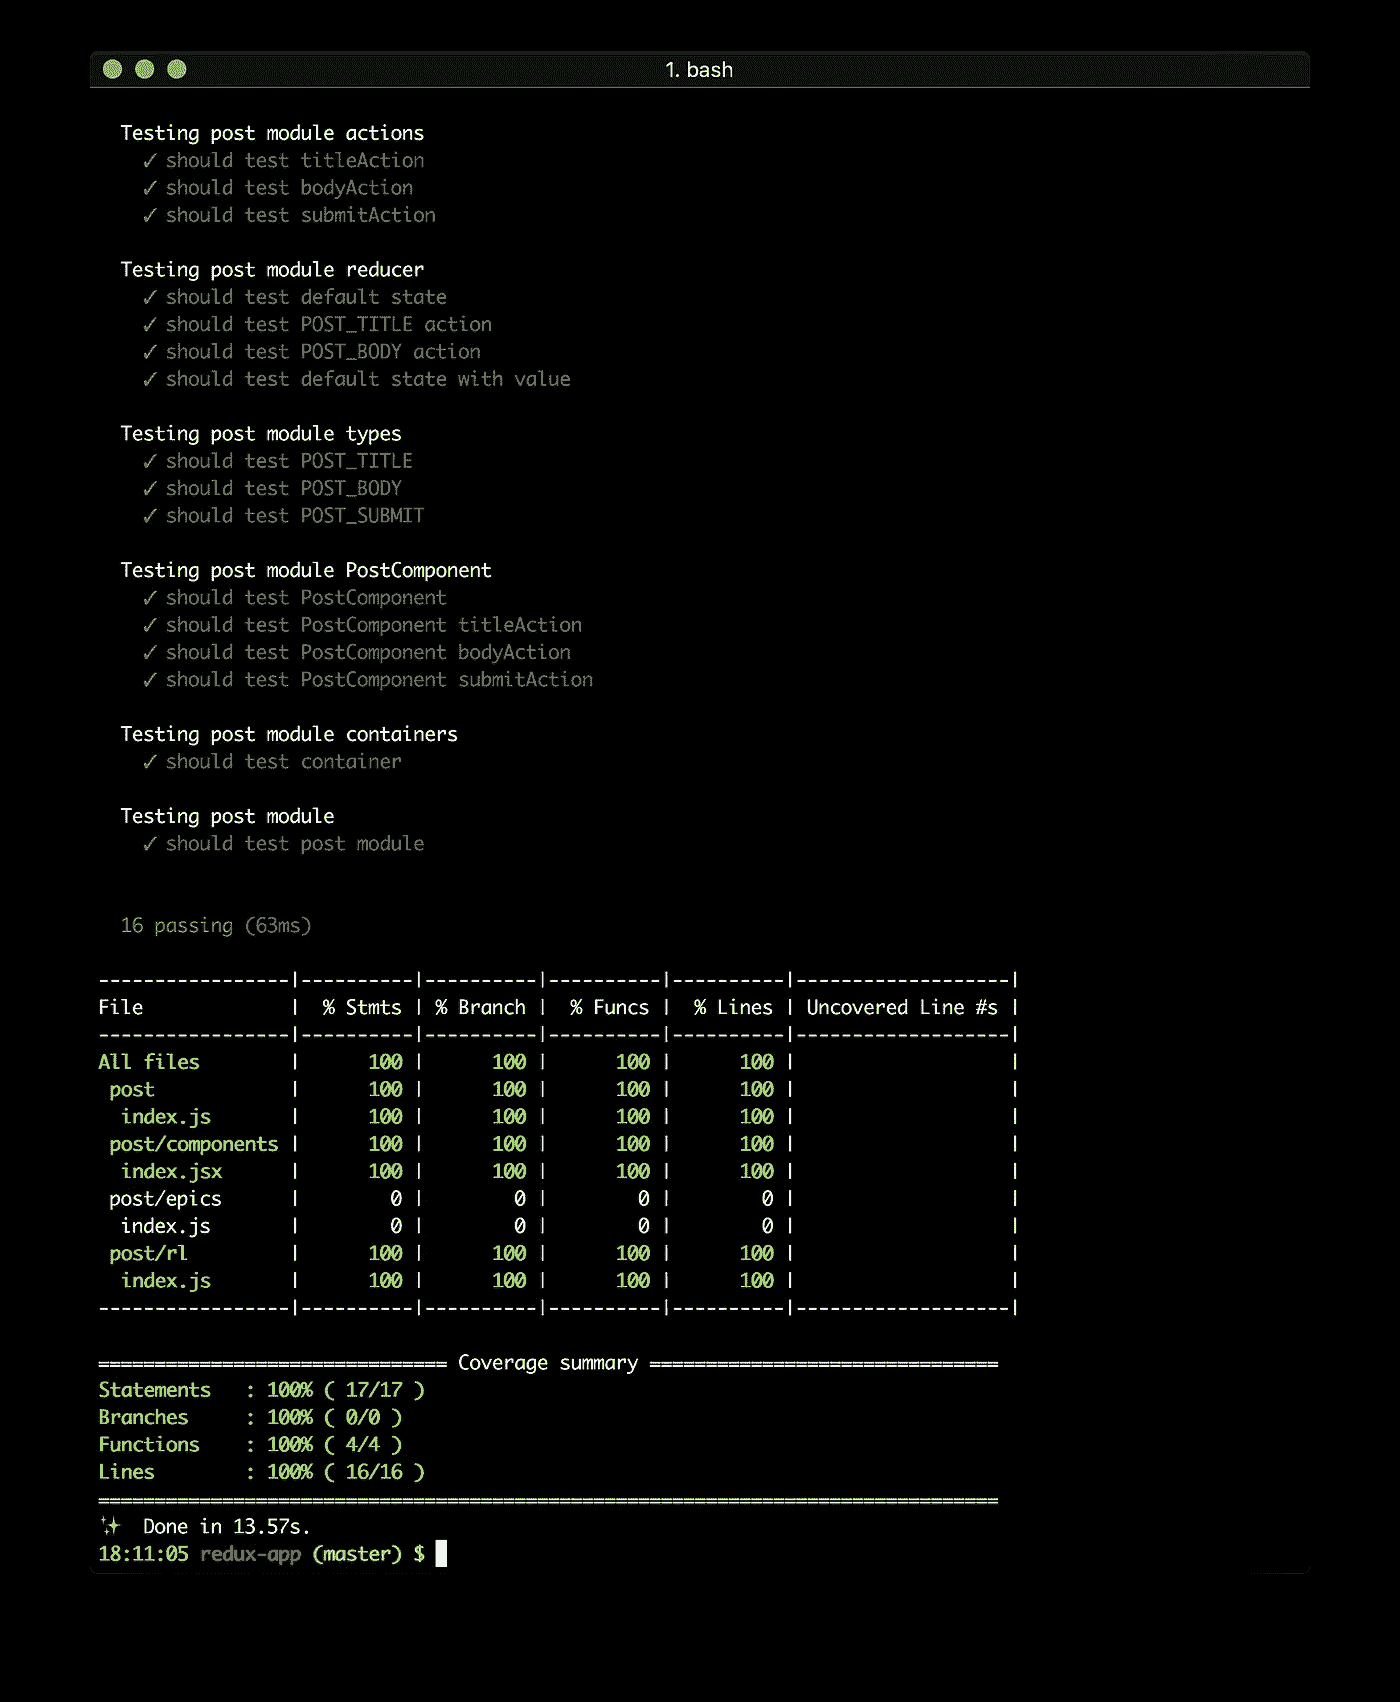 1. bash
Testing post module actions
✓ should test titleAction
✓ should test bodyAction
✓ should test submitAction
Testing post module reducer
✓ should test default state
✓ should test POST_TITLE action
✓ should test POST_BODY action
✓ should test default state with value
Testing post module types
✓ should test POST_TITLE
✓ should test POST_BODY
✓ should test POST_SUBMIT
Testing post module PostComponent
✓ should test PostComponent
✓ should test PostComponent titleAction
✓ should test PostComponent bodyAction
✓ should test PostComponent submitAction
Testing post module containers
✓ should test container
Testing post module
✓ should test post module
16 passing (63ms)
-----------------|----------|----------|----------|----------|-------------------|
File             |  % Stmts | % Branch |  % Funcs |  % Lines | Uncovered Line #s |
-----------------|----------|----------|----------|----------|-------------------|
All files        |      100 |      100 |      100 |      100 |                   |
 post            |      100 |      100 |      100 |      100 |                   |
  index.js       |      100 |      100 |      100 |      100 |                   |
 post/components |      100 |      100 |      100 |      100 |                   |
  index.jsx      |      100 |      100 |      100 |      100 |                   |
 post/epics      |        0 |        0 |        0 |        0 |                   |
  index.js       |        0 |        0 |        0 |        0 |                   |
 post/rl         |      100 |      100 |      100 |      100 |                   |
  index.js       |      100 |      100 |      100 |      100 |                   |
-----------------|----------|----------|----------|----------|-------------------|
=============================== Coverage summary ===============================
Statements   : 100% ( 17/17 )
Branches     : 100% ( 0/0 )
Functions    : 100% ( 4/4 )
Lines        : 100% ( 16/16 )
================================================================================
✨  Done in 13.57s.
18:11:05 redux-app (master) $